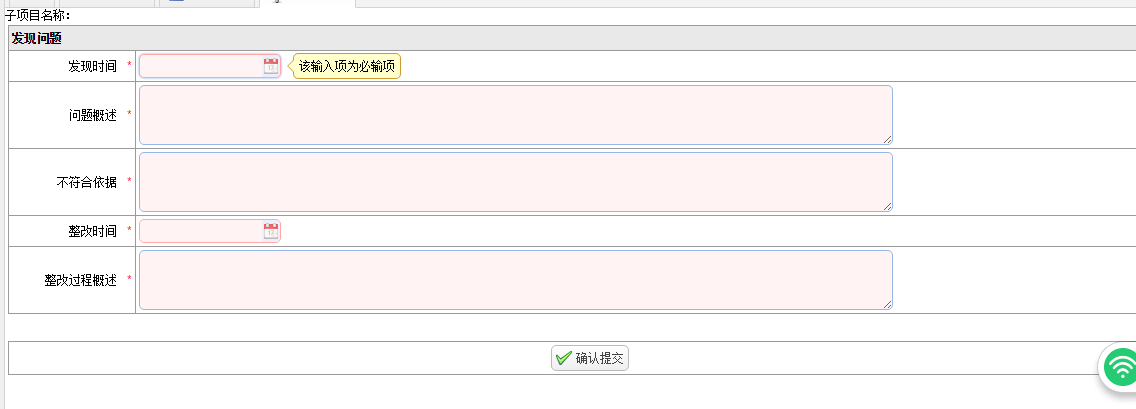 子项目名称：
发现问题
发现时间 * 该输入项为必输项
问题概述 *
不符合依据 *
整改时间 *
整改过程概述 *
确认提交